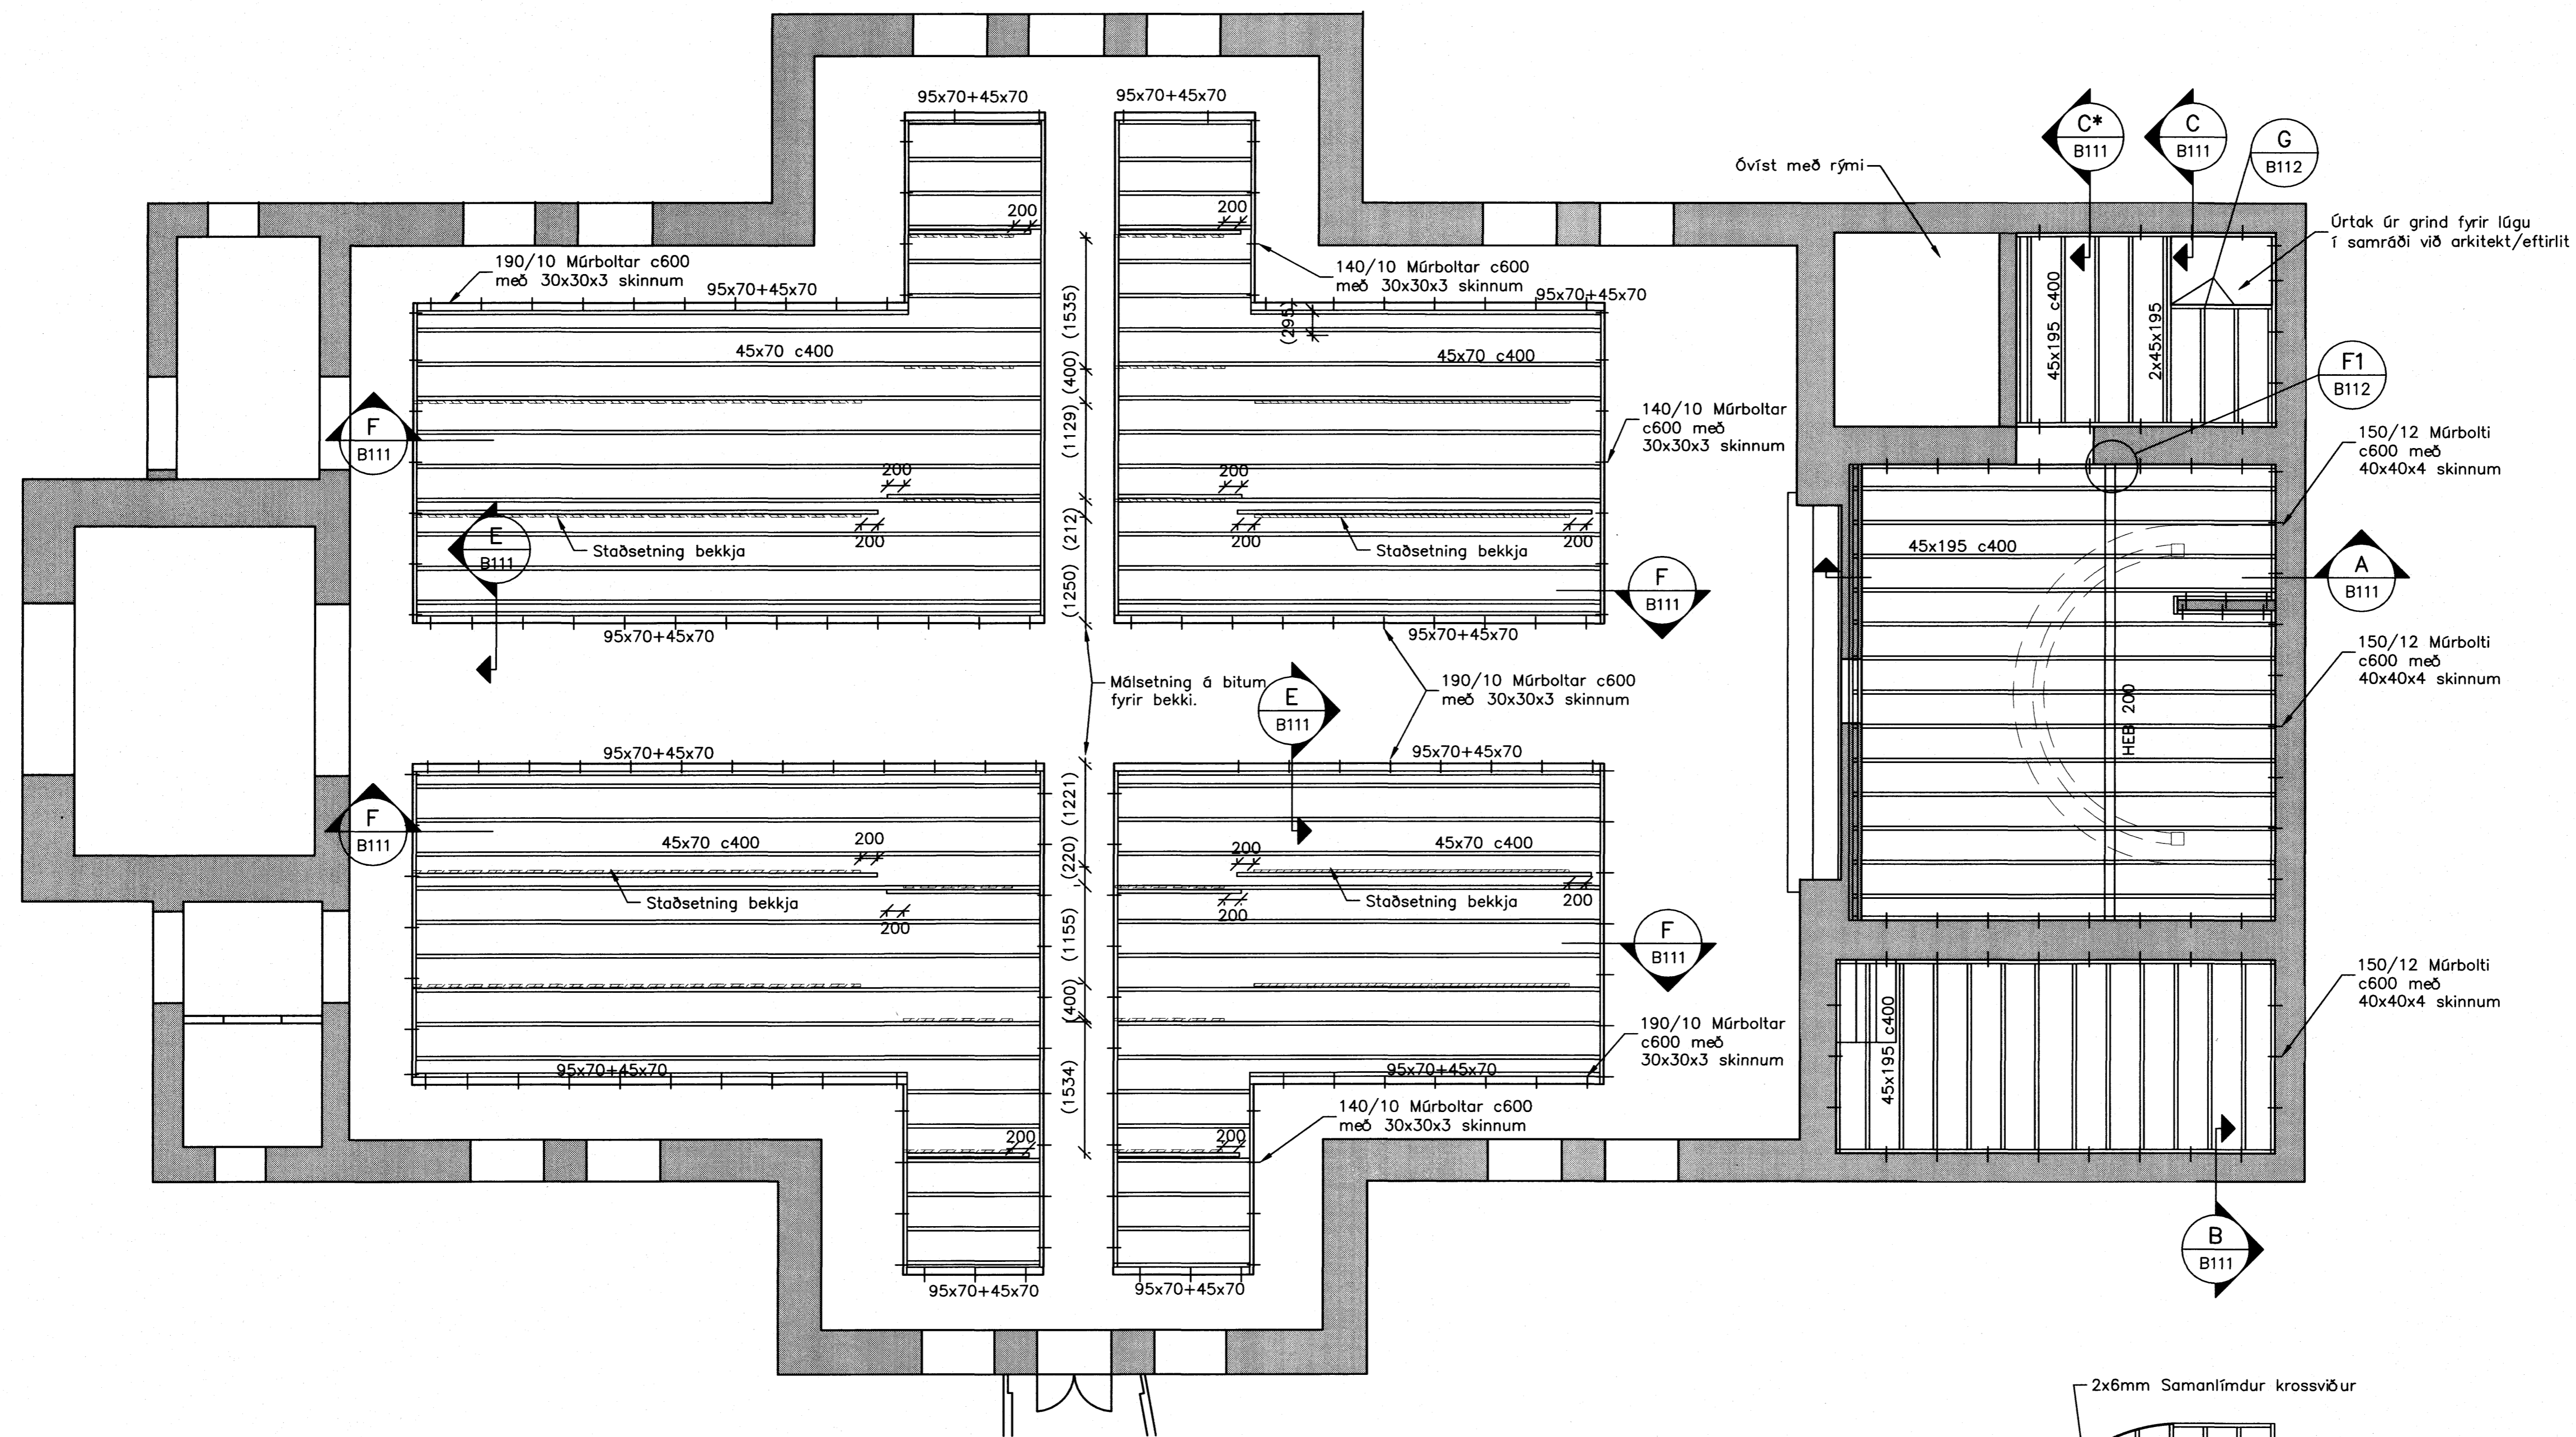 95x70+45x70
95x70+45x70
C*
B111
C
B111
G
B112
Óvíst með rými
Úrtak úr grind fyrir lúgu
í samráði við arkitekt/eftirlit
200
200
190/10 Múrboltar c600
með 30x30x3 skinnum
140/10 Múrboltar c600
með 30x30x3 skinnum
95x70+45x70
95x70+45x70
(1535)
(295)
45x195 c400
2x45x195
45x70 c400
45x70 c400
F1
B112
(400)
(1129)
140/10 Múrboltar
c600 með
30x30x3 skinnum
150/12 Múrbolti
c600 með
40x40x4 skinnum
F
B111
200
200
E
B111
200
200
200
Staðsetning bekkja
Staðsetning bekkja
(212)
(1250)
45x195 c400
A
B111
F
B111
95x70+45x70
95x70+45x70
150/12 Múrbolti
c600 með
40x40x4 skinnum
Málsetning á bitum
fyrir bekki.
E
B111
190/10 Múrboltar c600
með 30x30x3 skinnum
HEB 200
95x70+45x70
95x70+45x70
(1221)
F
B111
45x70 c400
200
(220)
200
45x70 c400
Staðsetning bekkja
200
200
Staðsetning bekkja
200
(1155)
F
B111
150/12 Múrbolti
c600 með
40x40x4 skinnum
(400)
45x195 c400
190/10 Múrboltar
c600 með
30x30x3 skinnum
95x70+45x70
95x70+45x70
(1534)
140/10 Múrboltar c600
með 30x30x3 skinnum
200
200
B
B111
95x70+45x70
95x70+45x70
2x6mm Samanlímdur krossviður